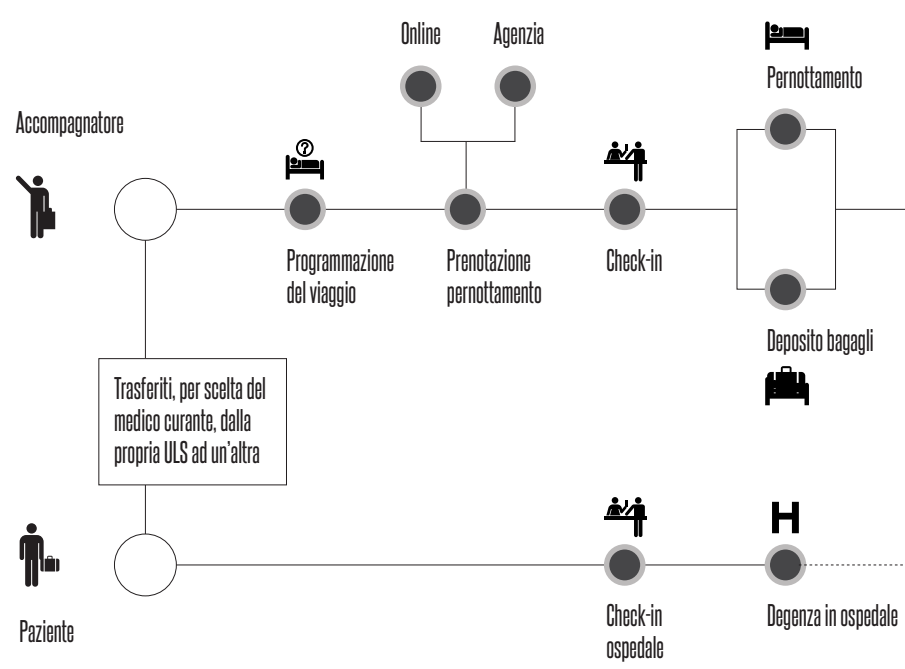 Online
Agenzia
Pernottamento
Accompagnatore
?
Programmazione
del viaggio
Prenotazione
pernottamento
Check-in
Deposito bagagli
Trasferiti, per scelta del
medico curante, dalla
propria ULS ad un'altra
H
Paziente
Check-in
ospedale
Degenza in ospedale